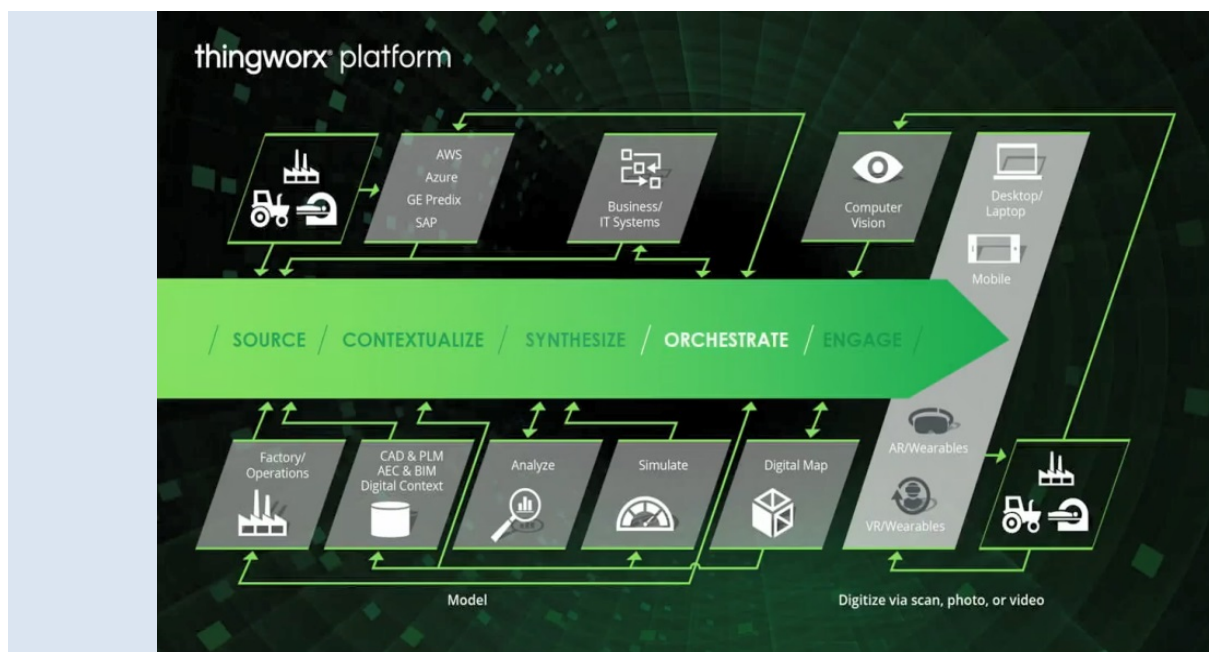 thingworx® platform
AWS
Azure
GE Predix
SAP
Business/
IT Systems
Computer
Vision
Desktop/
Laptop
Mobile
/ SOURCE / CONTEXTUALIZE / SYNTHESIZE / ORCHESTRATE / ENGAGE /
Factory/
Operations
CAD & PLM
AEC & BIM
Digital Context
Analyze
Simulate
Digital Map
AR/Wearables
VR/Wearables
Model
Digitize via scan, photo, or video